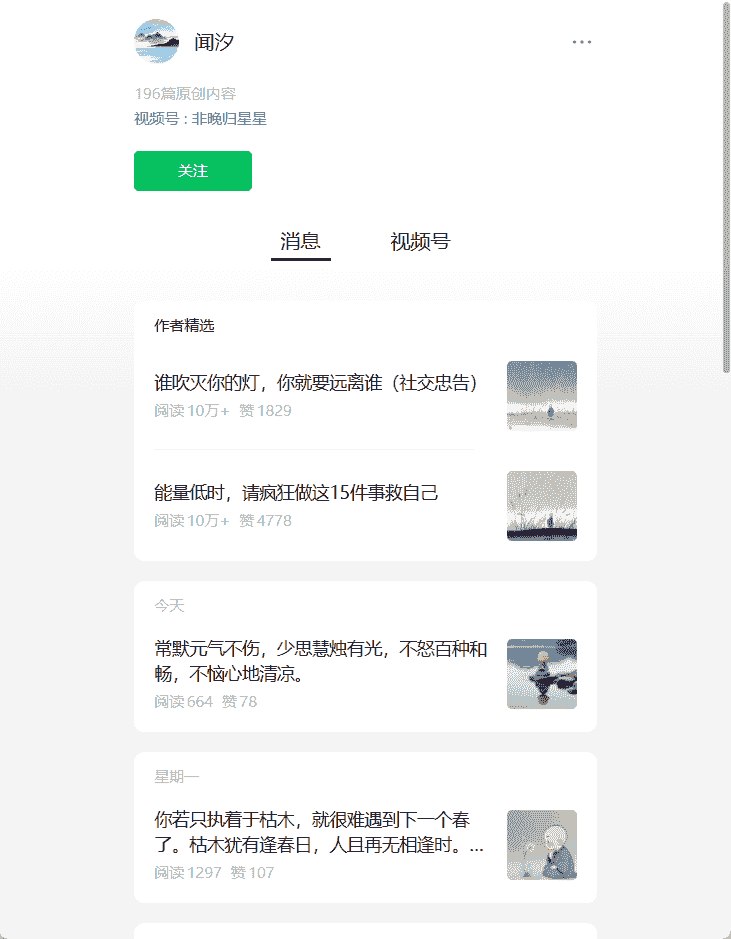 闻汐
196篇原创内容
视频号 : 非晚归星星
关注
消息
视频号
作者精选
谁吹灭你的灯，你就要远离谁（社交忠告）
阅读 10万+ 赞 1829
能量低时，请疯狂做这15件事救自己
阅读 10万+ 赞 4778
今天
常默元气不伤，少思慧烛有光，不怒百种和
畅，不恼心地清凉。
阅读 664 赞 78
星期一
你若只执着于枯木，就很难遇到下一个春
了。枯木犹有逢春日，人且再无相逢时。...
阅读 1297 赞 107